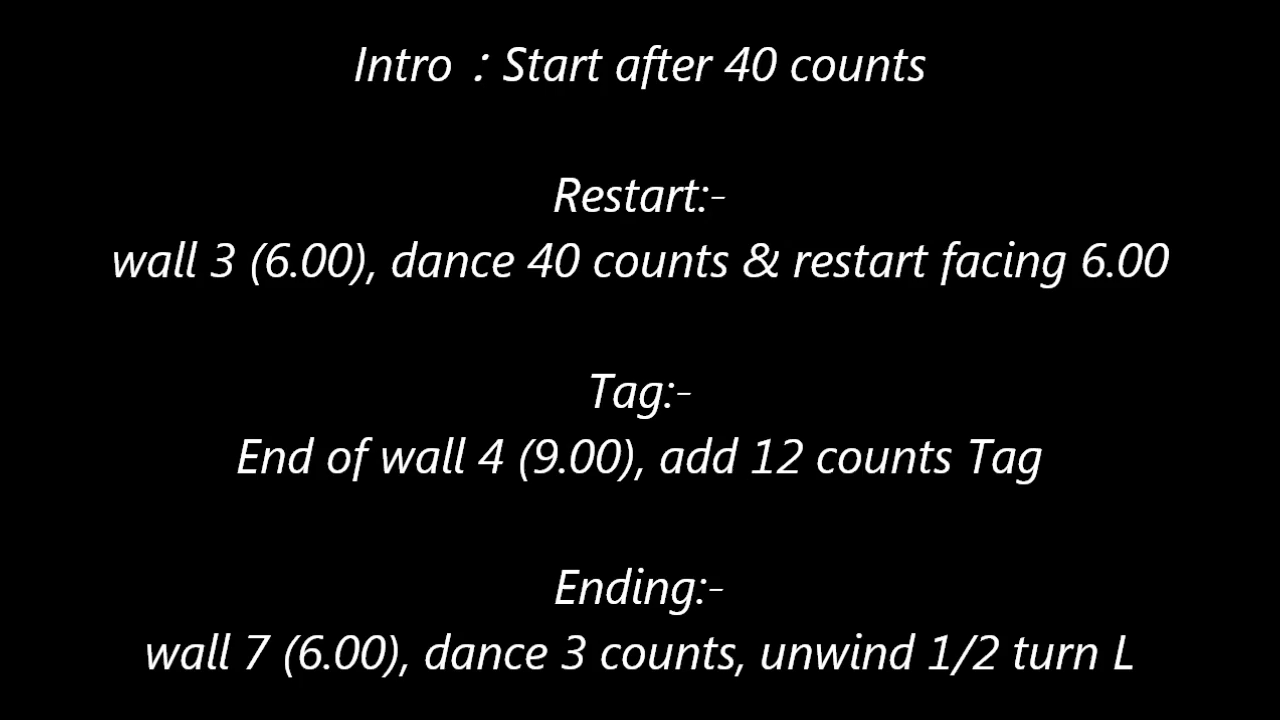 Intro : Start after 40 counts
Restart:-
wall 3 (6.00), dance 40 counts & restart facing 6.00
Tag:-
End of wall 4 (9.00), add 12 counts Tag
Ending:-
wall 7 (6.00), dance 3 counts, unwind 1/2 turn L